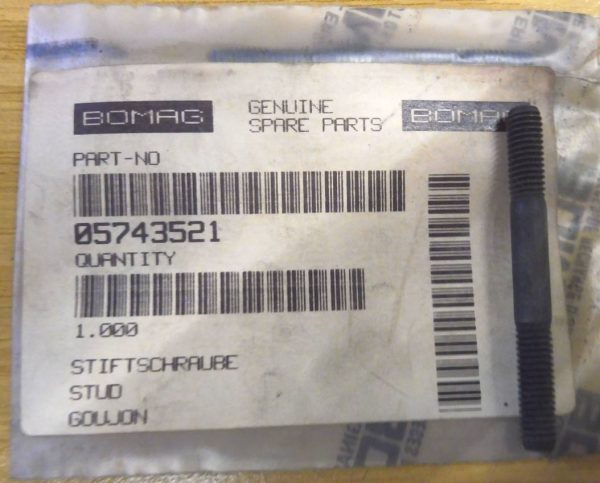 BOMAG
GENUINE
SPARE PARTS
BOMAG
PART-NO
05743521
QUANTITY
1.000
STIFTSCHRAUBE
STUD
GOUJON